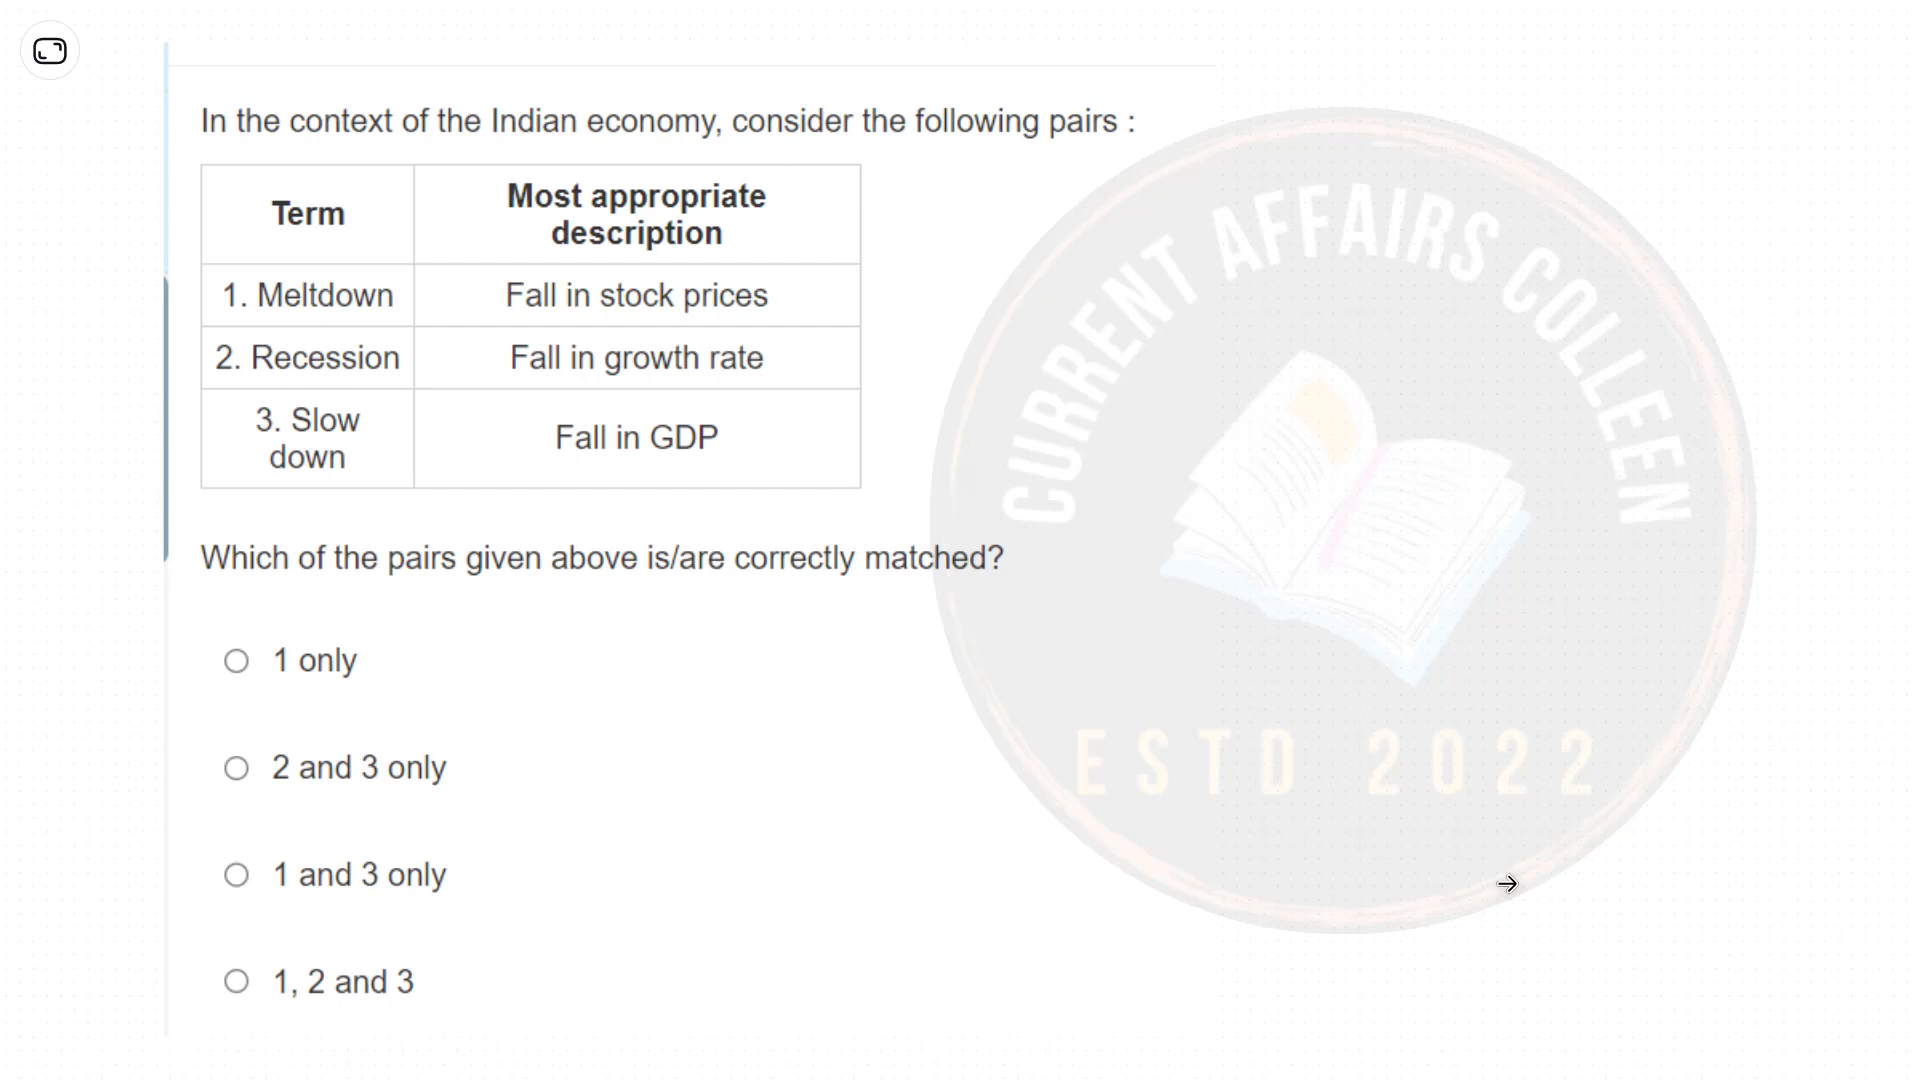 In the context of the Indian economy, consider the following pairs :
Term
Most appropriate
description
1. Meltdown
Fall in stock prices
2. Recession
Fall in growth rate
3. Slow
down
Fall in GDP
Which of the pairs given above is/are correctly matched?
1 only
2 and 3 only
1 and 3 only
1, 2 and 3
CURRENT AFFAIRS COLLEEN
ESTD 2022